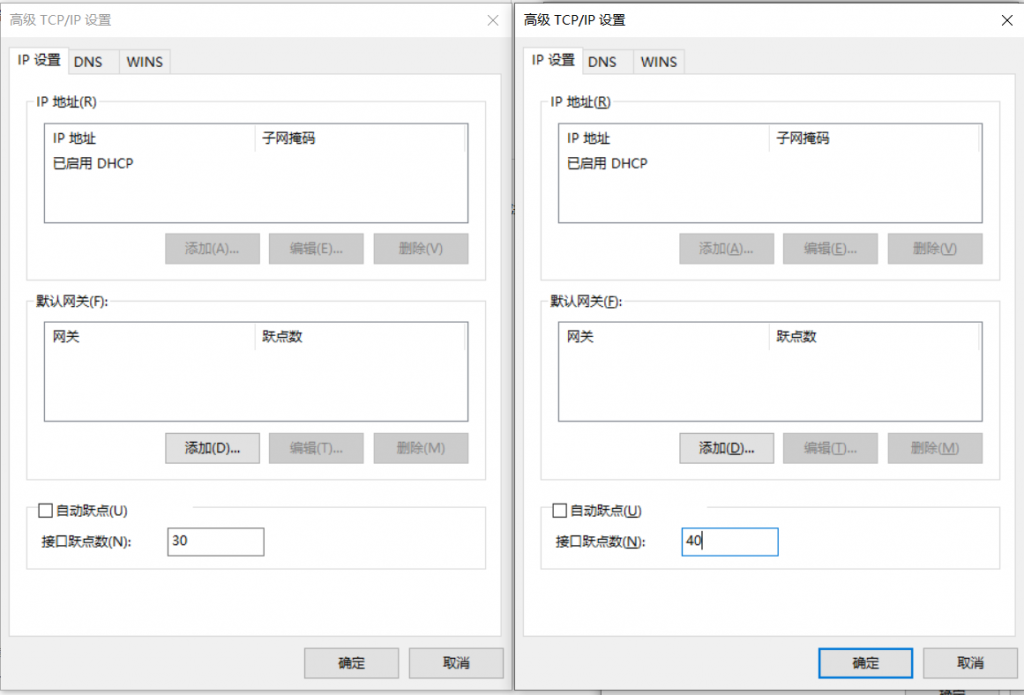 高级 TCP/IP 设置
IP 设置 DNS WINS
IP 地址(R)
IP 地址 子网掩码
已启用 DHCP
添加(A)... 编辑(E)... 删除(V)
默认网关(F):
网关 跃点数
添加(D)... 编辑(T)... 删除(M)
自动跃点(U)
接口跃点数(N): 30
确定 取消
高级 TCP/IP 设置
IP 设置 DNS WINS
IP 地址(R)
IP 地址 子网掩码
已启用 DHCP
添加(A)... 编辑(E)... 删除(V)
默认网关(F):
网关 跃点数
添加(D)... 编辑(T)... 删除(M)
自动跃点(U)
接口跃点数(N): 40
确定 取消